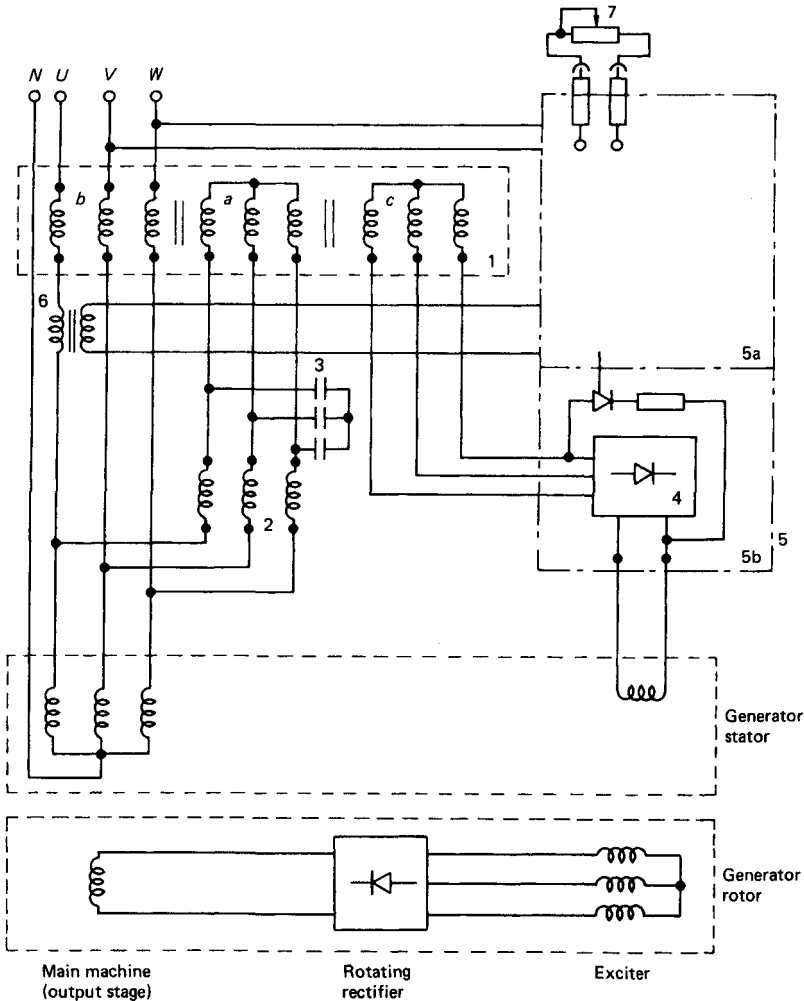 7
N U V W
b a c
1
6
5a
3
4
2
5
5b
Generator
stator
Generator
rotor
Main machine
(output stage)
Rotating
rectifier
Exciter